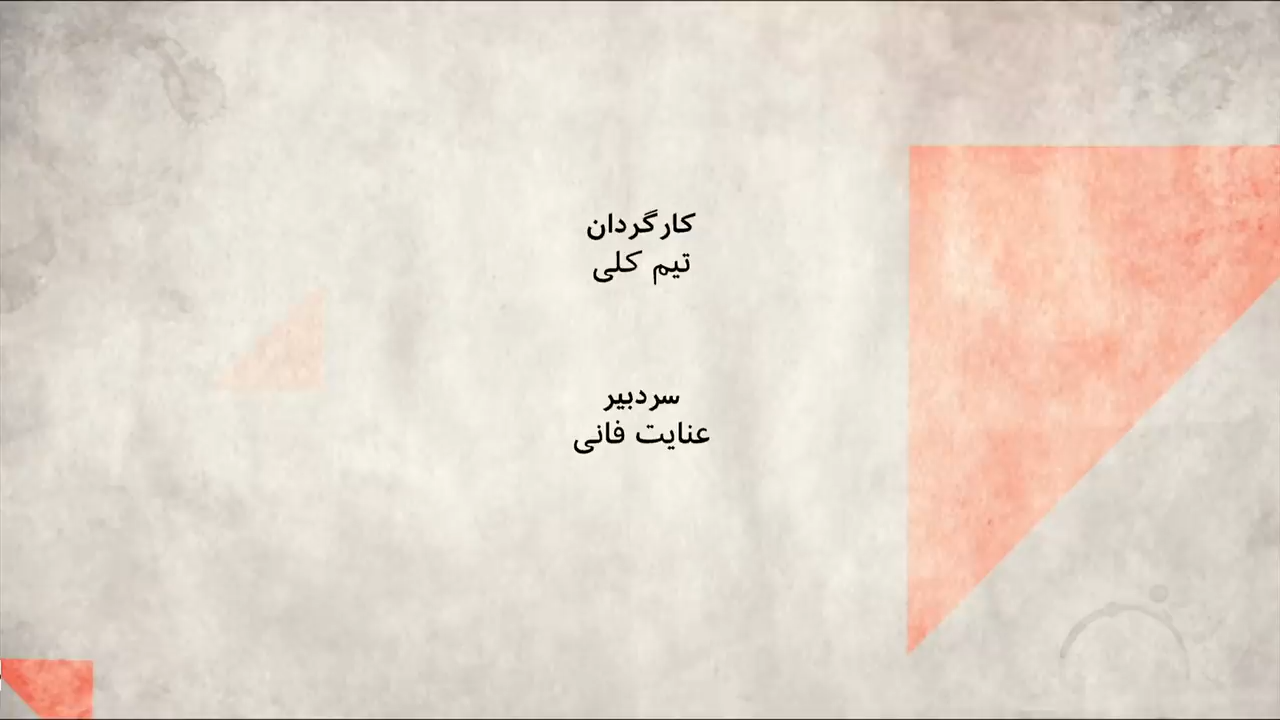 کارگردان
تیم کلی
سردبیر
عنایت فانی